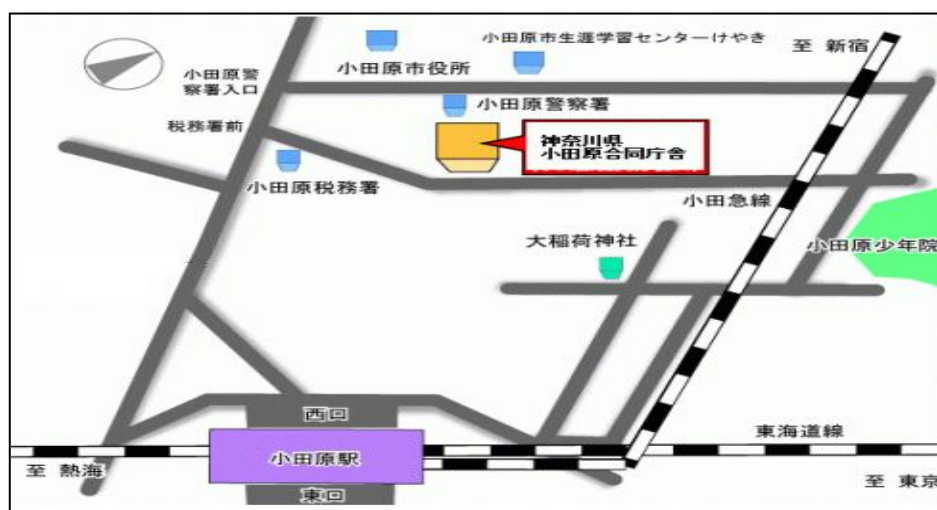 小田原市生涯学習センターけやき
至 新宿
小田原市役所
小田原警
察署入口
小田原警察署
税務署前
神奈川県
小田原合同庁舎
小田原税務署
小田急線
大稲荷神社
小田原少年院
西口
東海道線
小田原駅
至 熱海
至 東京
東口